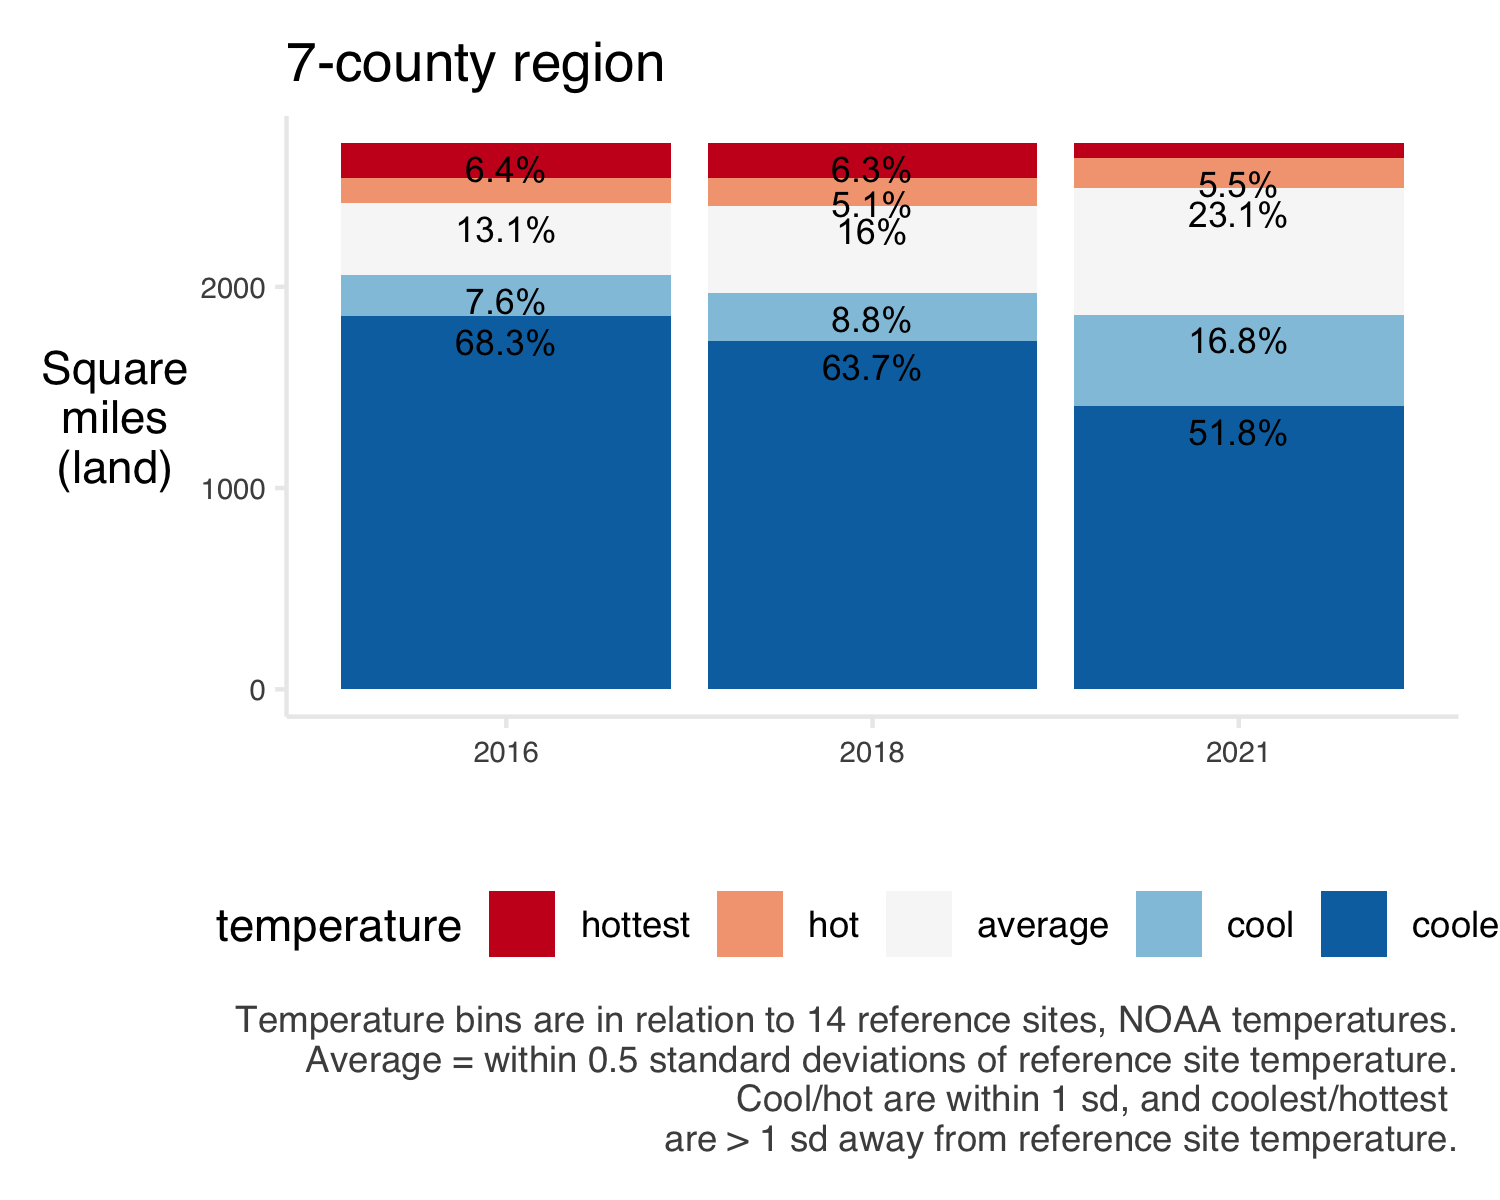 7-county region
6.4%
13.1%
7.6%
68.3%
6.3%
5.1%
16%
8.8%
63.7%
5.5%
23.1%
16.8%
51.8%
2000
1000
0
Square
miles
(land)
2016 2018 2021
temperature hottest hot average cool coole
Temperature bins are in relation to 14 reference sites, NOAA temperatures.
Average = within 0.5 standard deviations of reference site temperature.
Cool/hot are within 1 sd, and coolest/hottest
are > 1 sd away from reference site temperature.